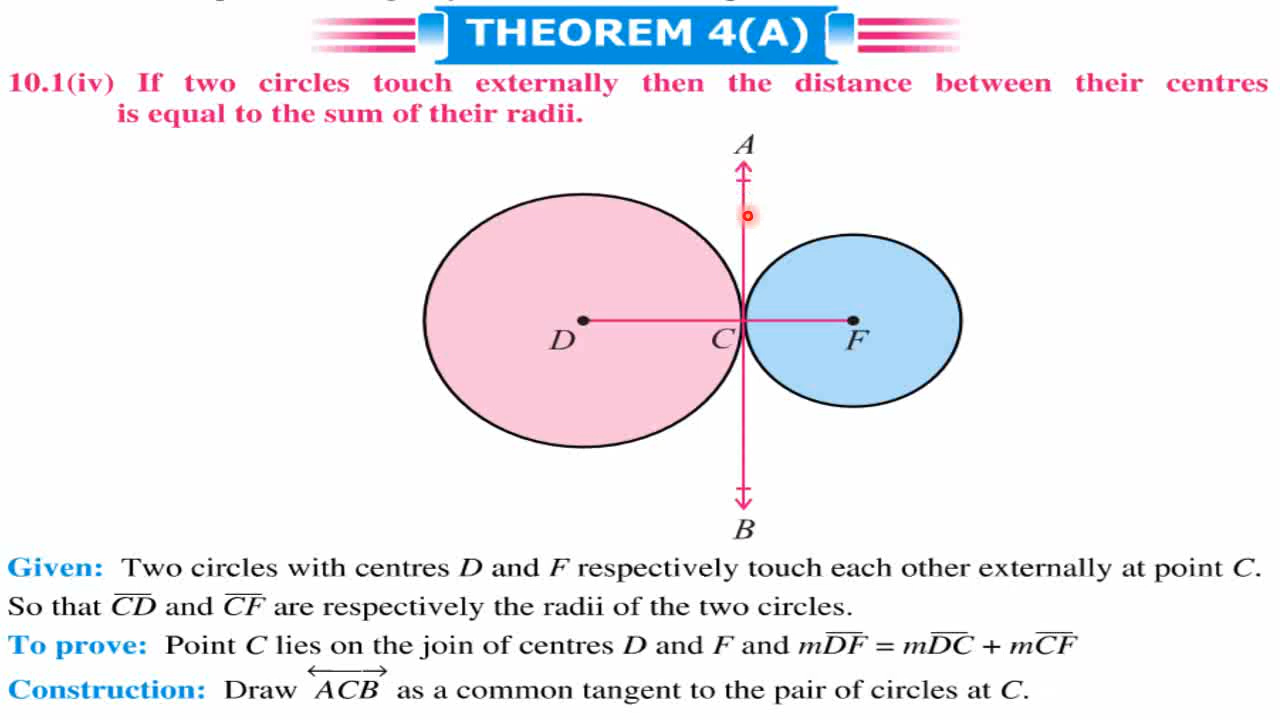 THEOREM 4(A)
10.1(iv) If two circles touch externally then the distance between their centres
is equal to the sum of their radii.
A
D
C
F
B
Given: Two circles with centres D and F respectively touch each other externally at point C.
So that C̅D̅ and C̅F̅ are respectively the radii of the two circles.
To prove: Point C lies on the join of centres D and F and mD̅F̅ = mD̅C̅ + mC̅F̅
Construction: Draw ACB as a common tangent to the pair of circles at C.